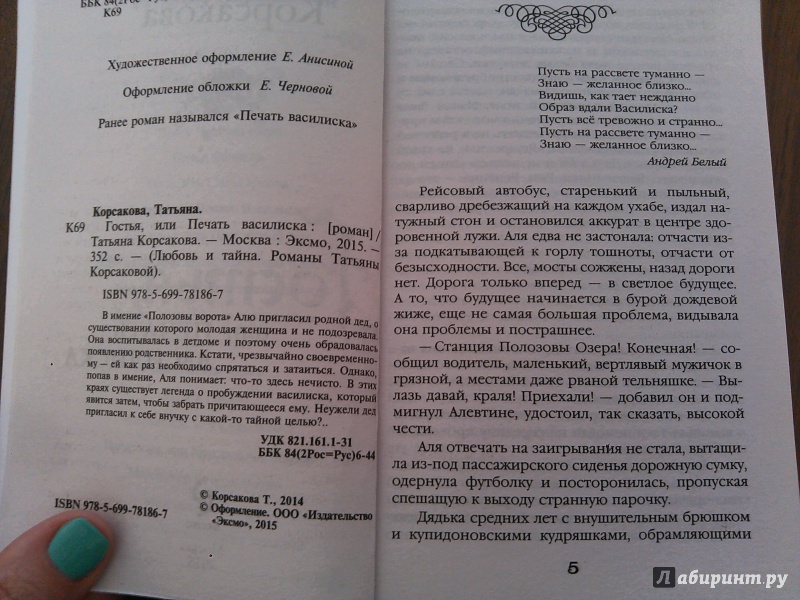 Корсакова
ББК 84(2Рос=Рус)6-44
К69
Художественное оформление Е. Анисиной
Оформление обложки Е. Черновой
Ранее роман назывался «Печать василиска»
Корсакова, Татьяна.
К69 Гостья, или Печать василиска : [роман] /
Татьяна Корсакова. — Москва : Эксмо, 2015. —
352 с. — (Любовь и тайна. Романы Татьяны
Корсаковой).
ISBN 978-5-699-78186-7
В имение «Полозовы ворота» Алю пригласил родной дед, о
существовании которого молодая женщина и не подозревала.
Она воспитывалась в детдоме и поэтому очень обрадовалась
появлению родственника. Кстати, чрезвычайно своевременно-
му – ей как раз необходимо спрятаться и затаиться. Однако,
попав в имение, Аля понимает: что-то здесь нечисто. В этих
краях существует легенда о пробуждении василиска, который
явится затем, чтобы забрать причитающееся ему. Неужели дед
пригласил к себе внучку с какой-то тайной целью?..
УДК 821.161.1-31
ББК 84(2Рос=Рус)6-44
© Корсакова Т., 2014
© Оформление. ООО «Издательство
«Эксмо», 2015
ISBN 978-5-699-78186-7
Пусть на рассвете туманно —
Знаю — желанное близко...
Видишь, как тает нежданно
Образ вдали Василиска?
Пусть всё тревожно и странно...
Пусть на рассвете туманно —
Знаю — желанное близко...
Андрей Белый
Рейсовый автобус, старенький и пыльный,
сварливо дребезжащий на каждом ухабе, издал на-
тужный стон и остановился аккурат в центре здо-
ровенной лужи. Аля едва не застонала: отчасти из-
за подкатывающей к горлу тошноты, отчасти от
безысходности. Все, мосты сожжены, назад дороги
нет. Дорога только вперед — в светлое будущее.
А то, что будущее начинается в бурой дождевой
жиже, еще не самая большая проблема, видывала
она проблемы и пострашнее.
— Станция Полозовы Озера! Конечная! — со-
общил водитель, маленький, вертлявый мужичок в
грязной, а местами даже рваной тельняшке. — Вы-
лазь давай, краля! Приехали! — добавил он и под-
мигнул Алевтине, удостоил, так сказать, высокой
чести.
Аля отвечать на заигрывания не стала, вытащи-
ла из-под пассажирского сиденья дорожную сумку,
одернула футболку и посторонилась, пропуская
спешащую к выходу странную парочку.
Дядька средних лет с внушительным брюшком
и купидоновскими кудряшками, обрамляющими
5
Лабиринт.ру